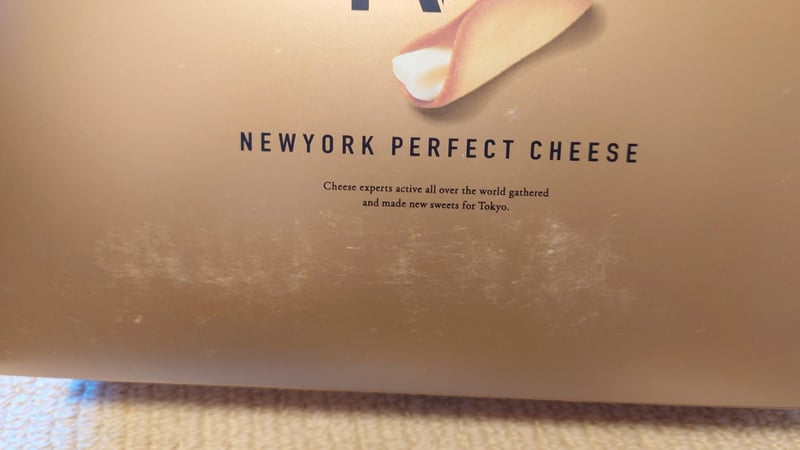 NEWYORK PERFECT CHEESE
Cheese experts active all over the world gathered
and made new sweets for Tokyo.